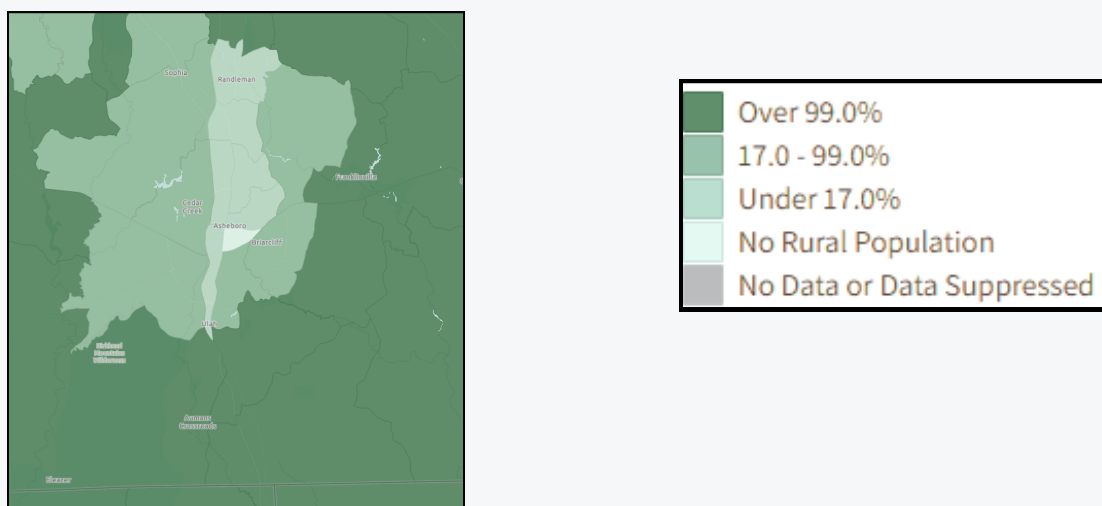 Sophia
Randleman
Franklinville
Cedar
Creek
Asheboro
Briarcliff
Ulah
Birkhead
Mountains
Wilderness
Aumans
Crossroads
Eleazer
Over 99.0%
17.0 - 99.0%
Under 17.0%
No Rural Population
No Data or Data Suppressed